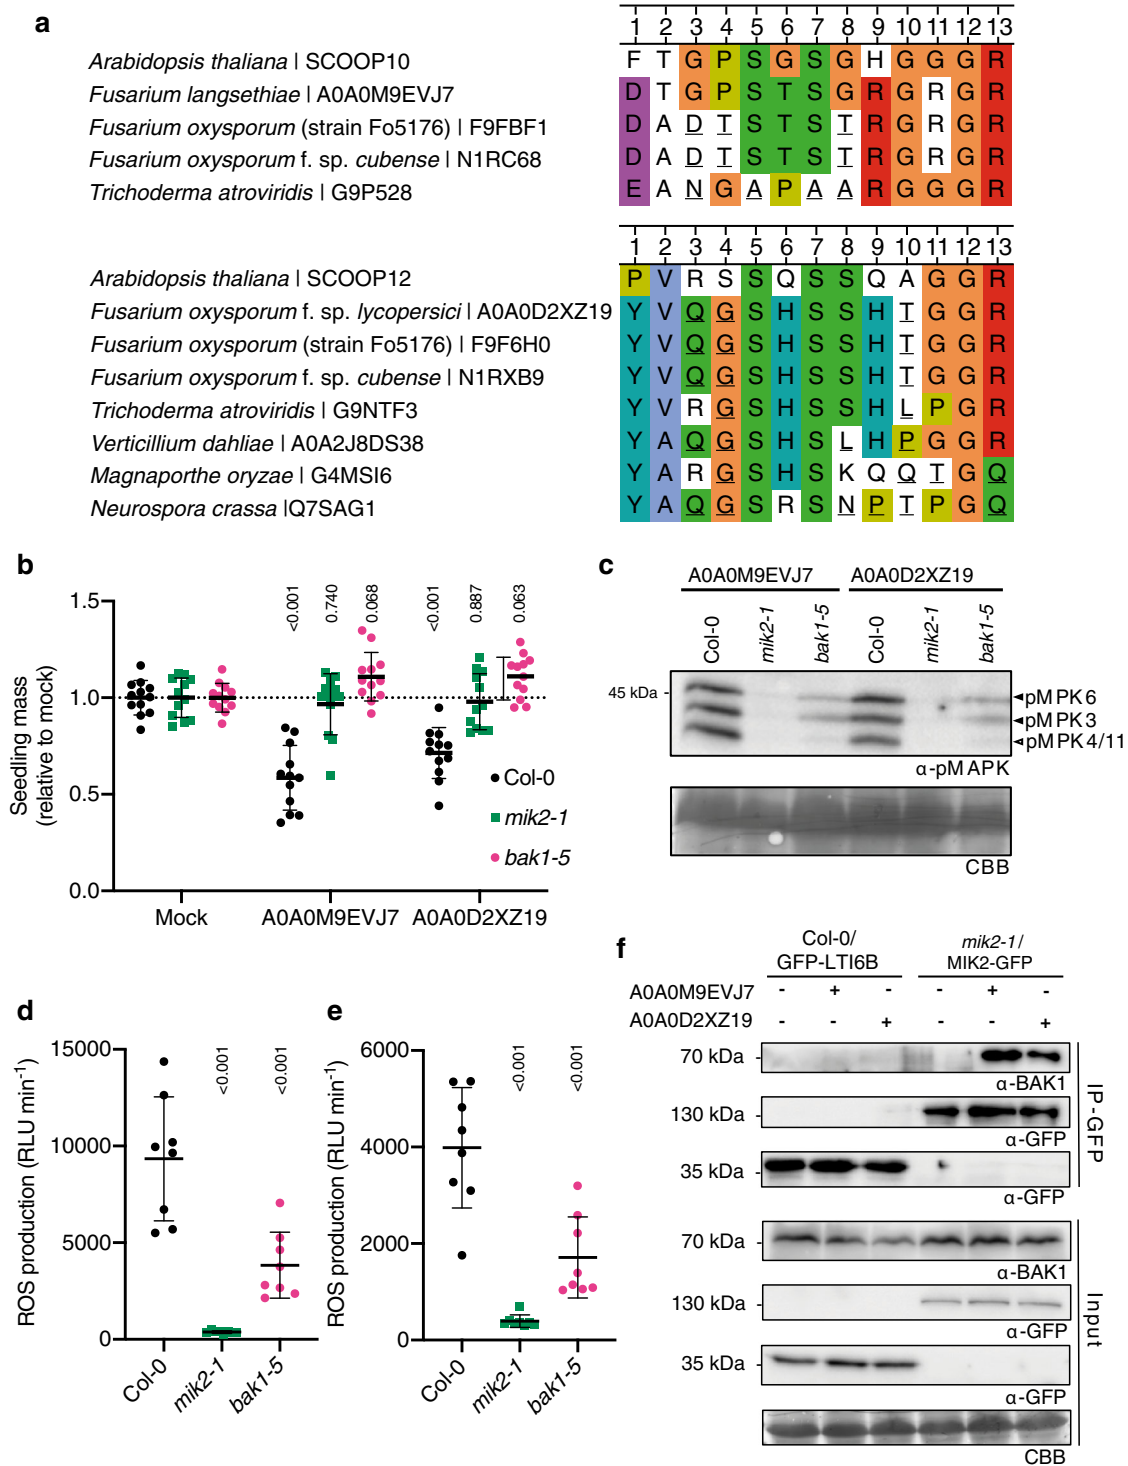 a
1 2 3 4 5 6 7 8 9 10 11 12 13
Arabidopsis thaliana | SCOOP10 F T G P S G S G H G G G R
Fusarium langsethiae | A0A0M9EVJ7 D T G P S T S G R G R G R
Fusarium oxysporum (strain Fo5176) | F9FBF1 D A D T S T S T R G R G R
Fusarium oxysporum f. sp. cubense | N1RC68 D A D T S T S T R G R G R
Trichoderma atroviridis | G9P528 E A N G A P A A R G G G R
1 2 3 4 5 6 7 8 9 10 11 12 13
Arabidopsis thaliana | SCOOP12 P V R S S Q S S Q A G G R
Fusarium oxysporum f. sp. lycopersici | A0A0D2XZ19 Y V Q G S H S S H T G G R
Fusarium oxysporum (strain Fo5176) | F9F6H0 Y V Q G S H S S H T G G R
Fusarium oxysporum f. sp. cubense | N1RXB9 Y V Q G S H S S H T G G R
Trichoderma atroviridis | G9NTF3 Y V R G S H S S H L P G R
Verticillium dahliae | A0A2J8DS38 Y A Q G S H S L H P G G R
Magnaporthe oryzae | G4MSI6 Y A R G S H S K Q Q T G Q
Neurospora crassa |Q7SAG1 Y A Q G S R S N P T P G Q
b
Seedling mass
(relative to mock)
1.5
1.0
0.5
0.0
<0.001
0.740
0.068
<0.001
0.887
0.063
Col-0
mik2-1
bak1-5
Mock
A0A0M9EVJ7
A0A0D2XZ19
c
A0A0M9EVJ7 A0A0D2XZ19
Col-0 mik2-1 bak1-5 Col-0 mik2-1 bak1-5
45 kDa
pMPK6
pMPK3
pMPK4/11
α-pMAPK
CBB
d
ROS production (RLU min-1)
15000
10000
5000
0
<0.001
<0.001
Col-0
mik2-1
bak1-5
e
ROS production (RLU min-1)
6000
4000
2000
0
<0.001
<0.001
Col-0
mik2-1
bak1-5
f
Col-0/
GFP-LTI6B
mik2-1/
MIK2-GFP
A0A0M9EVJ7 - + - - + -
A0A0D2XZ19 - - + - - +
70 kDa
α-BAK1
130 kDa
α-GFP
35 kDa
α-GFP
IP-GFP
70 kDa
α-BAK1
130 kDa
α-GFP
35 kDa
α-GFP
CBB
Input